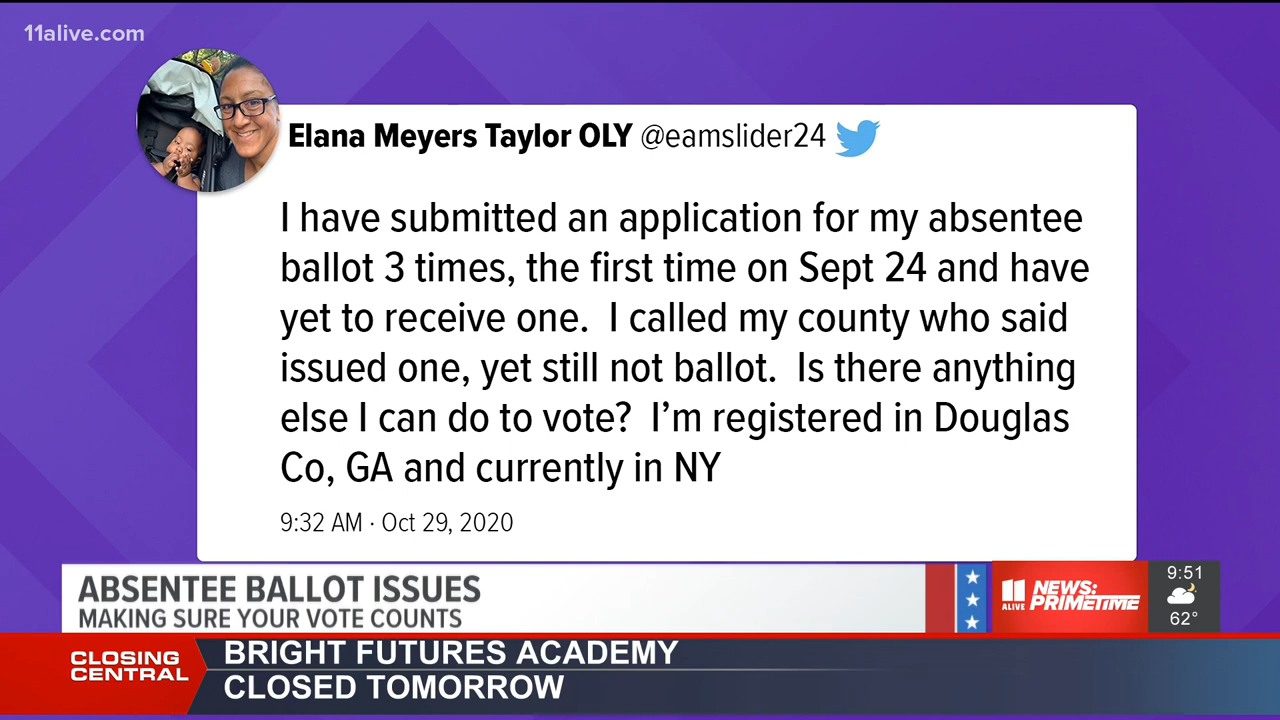 11alive.com
Elana Meyers Taylor OLY @eamslider24
I have submitted an application for my absentee
ballot 3 times, the first time on Sept 24 and have
yet to receive one.  I called my county who said
issued one, yet still not ballot.  Is there anything
else I can do to vote?  I'm registered in Douglas
Co, GA and currently in NY
9:32 AM · Oct 29, 2020
ABSENTEE BALLOT ISSUES
MAKING SURE YOUR VOTE COUNTS
11 ALIVE NEWS: PRIMETIME
9:51
62°
CLOSING CENTRAL
BRIGHT FUTURES ACADEMY
CLOSED TOMORROW